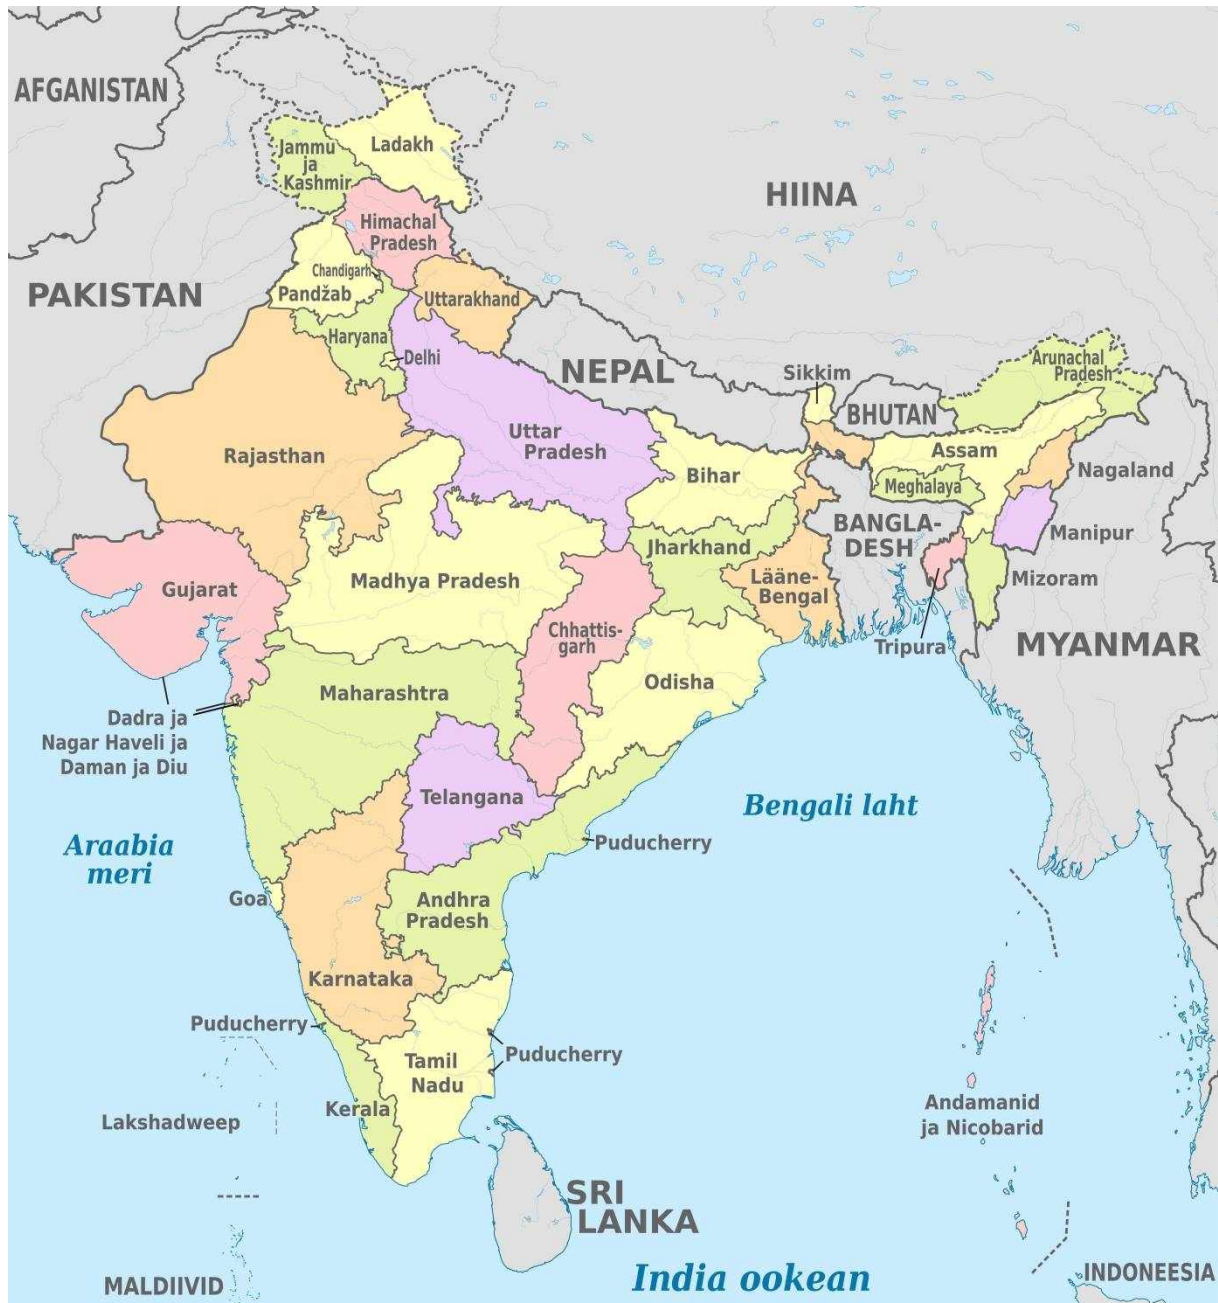 AFGANISTAN
Ladakh
Jammu
ja
Kashmir
HIINA
Himachal
Pradesh
Chandigarh
PAKISTAN
Pandžab
Uttarakhand
Haryana
Delhi
NEPAL
Sikkim
Arunachal
Pradesh
BHUTAN
Uttar
Pradesh
Rajasthan
Assam
Bihar
Nagaland
Meghalaya
BANGLA-
DESH
Manipur
Jharkhand
Madhya Pradesh
Gujarat
Lääne-
Bengal
Mizoram
Chhattis-
garh
Tripura
MYANMAR
Odisha
Maharashtra
Dadra ja
Nagar Haveli ja
Daman ja Diu
Telangana
Bengali laht
Puducherry
Araabia
meri
Goa
Andhra
Pradesh
Karnataka
Puducherry
Puducherry
Tamil
Nadu
Kerala
Lakshadweep
Andamanid
ja Nicobarid
SRI
LANKA
MALDIIVID
India ookean
INDONEESIA